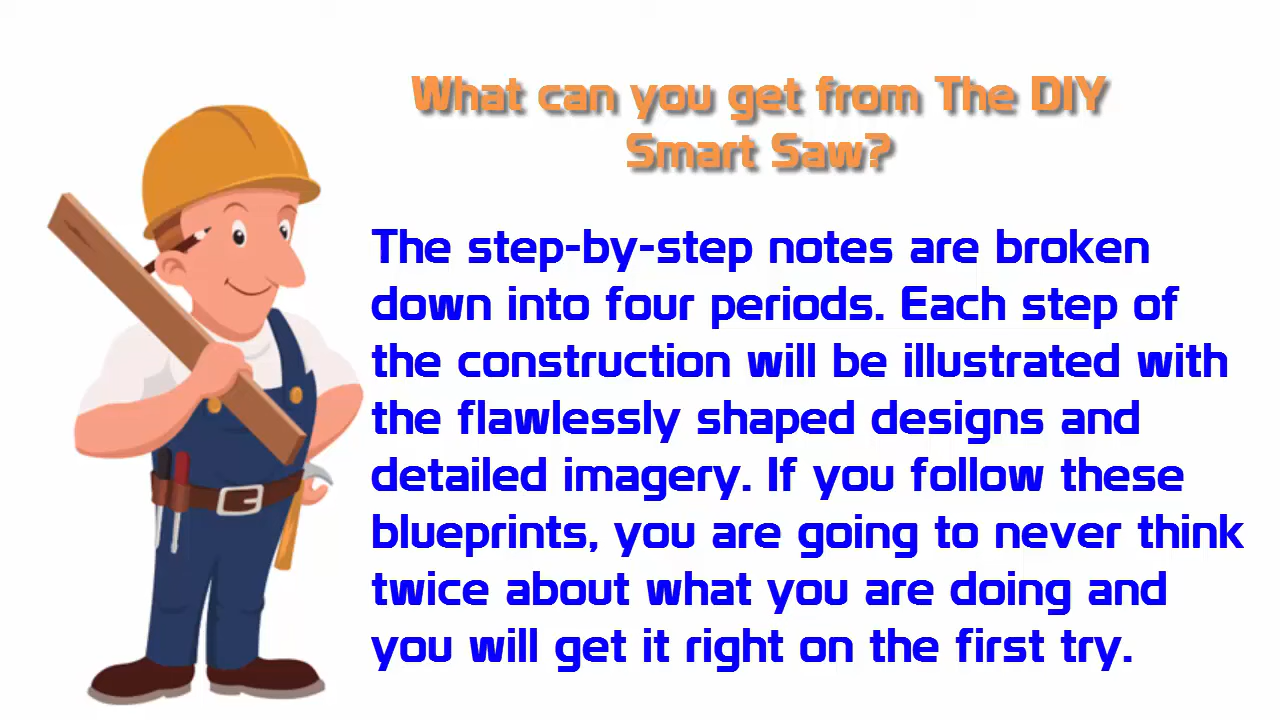 What can you get from The DIY
Smart Saw?
The step-by-step notes are broken
down into four periods. Each step of
the construction will be illustrated with
the flawlessly shaped designs and
detailed imagery. If you follow these
blueprints, you are going to never think
twice about what you are doing and
you will get it right on the first try.